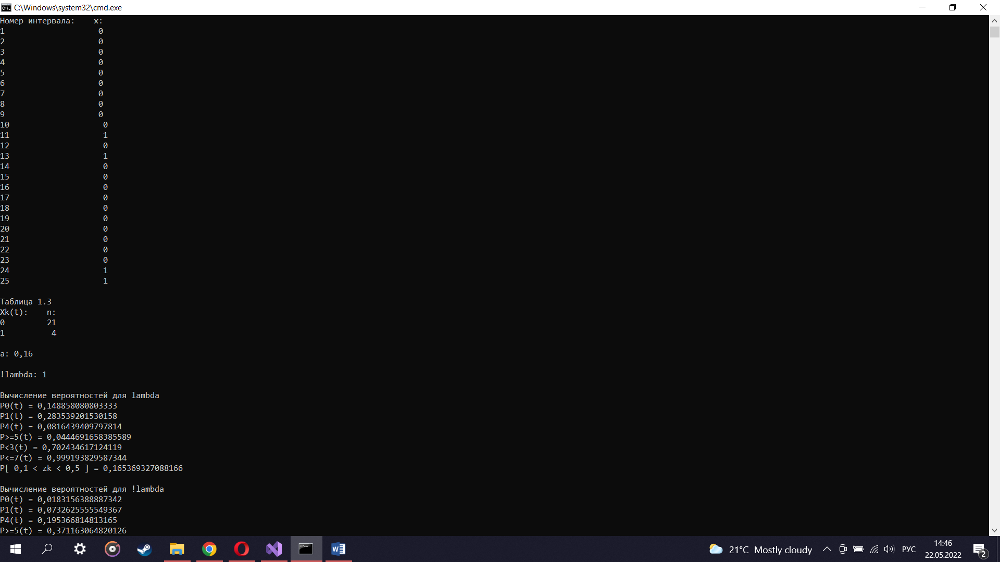 C:\Windows\system32\cmd.exe
Номер интервала: x:
1 0
2 0
3 0
4 0
5 0
6 0
7 0
8 0
9 0
10 0
11 1
12 0
13 1
14 0
15 0
16 0
17 0
18 0
19 0
20 0
21 0
22 0
23 0
24 1
25 1
Таблица 1.3
Xk(t): n:
0 21
1 4
a: 0,16
!lambda: 1
Вычисление вероятностей для lambda
P0(t) = 0,148858080803333
P1(t) = 0,283539201530158
P4(t) = 0,0816439409797814
P>=5(t) = 0,0444691658385589
P<3(t) = 0,702434617124119
P<=7(t) = 0,999193829587344
P[ 0,1 < zk < 0,5 ] = 0,165369327088166
Вычисление вероятностей для !lambda
P0(t) = 0,0183156388887342
P1(t) = 0,0732625555549367
P4(t) = 0,195366814813165
P>=5(t) = 0,371163064820126
21°C Mostly cloudy
РУС
14:46
22.05.2022
2